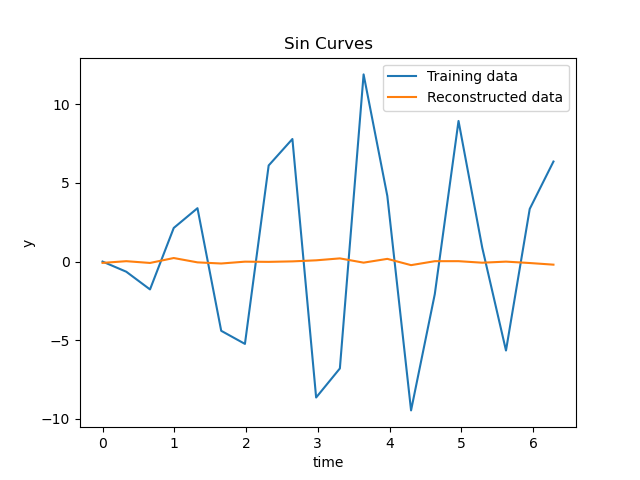 Sin Curves
Training data
Reconstructed data
10
5
0
−5
−10
y
0 1 2 3 4 5 6
time